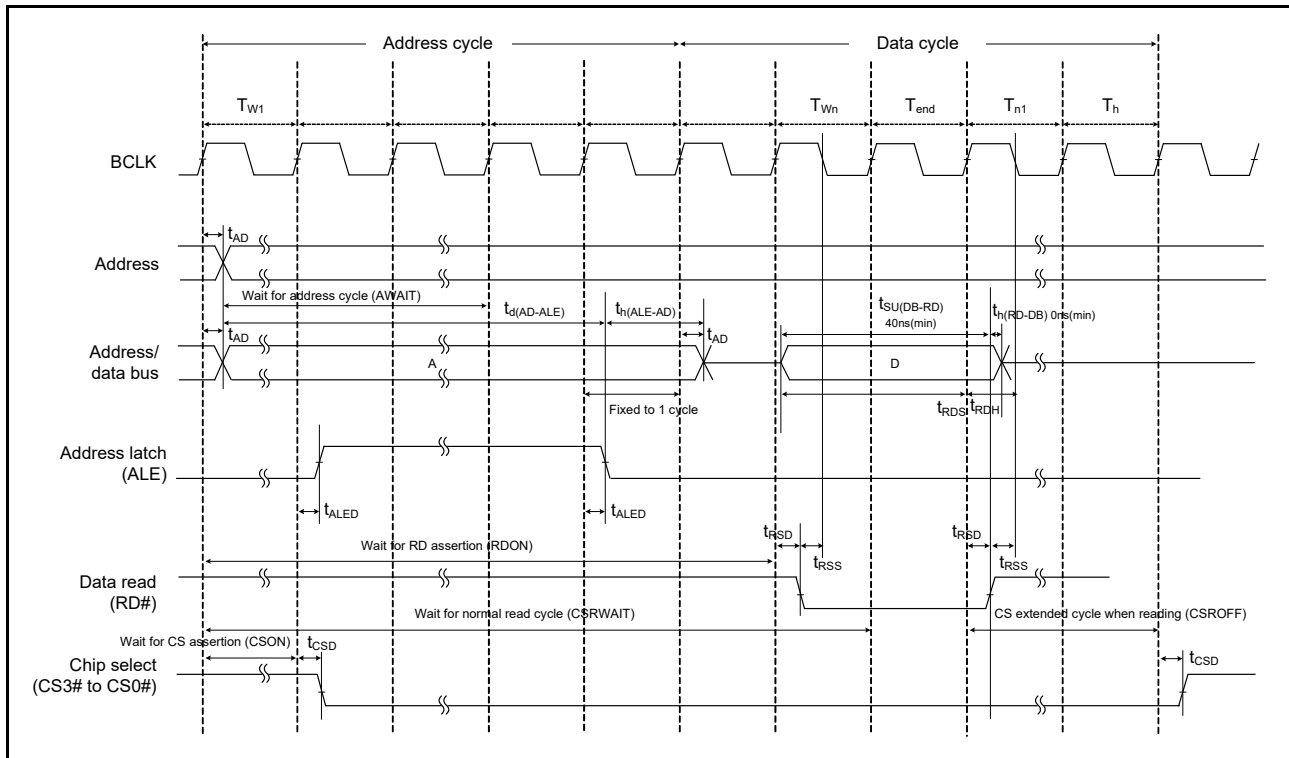 Address cycle
Data cycle
TW1
TWn
Tend
Tn1
Th
BCLK
tAD
Address
Wait for address cycle (AWAIT)
td(AD-ALE)
th(ALE-AD)
tSU(DB-RD)
40ns(min)
th(RD-DB) 0ns(min)
tAD
tAD
Address/
data bus
A
D
Fixed to 1 cycle
tRDS
tRDH
Address latch
(ALE)
tALED
tALED
tRSD
tRSD
Wait for RD assertion (RDON)
tRSS
tRSS
Data read
(RD#)
Wait for normal read cycle (CSRWAIT)
CS extended cycle when reading (CSROFF)
Wait for CS assertion (CSON)
tCSD
tCSD
Chip select
(CS3# to CS0#)